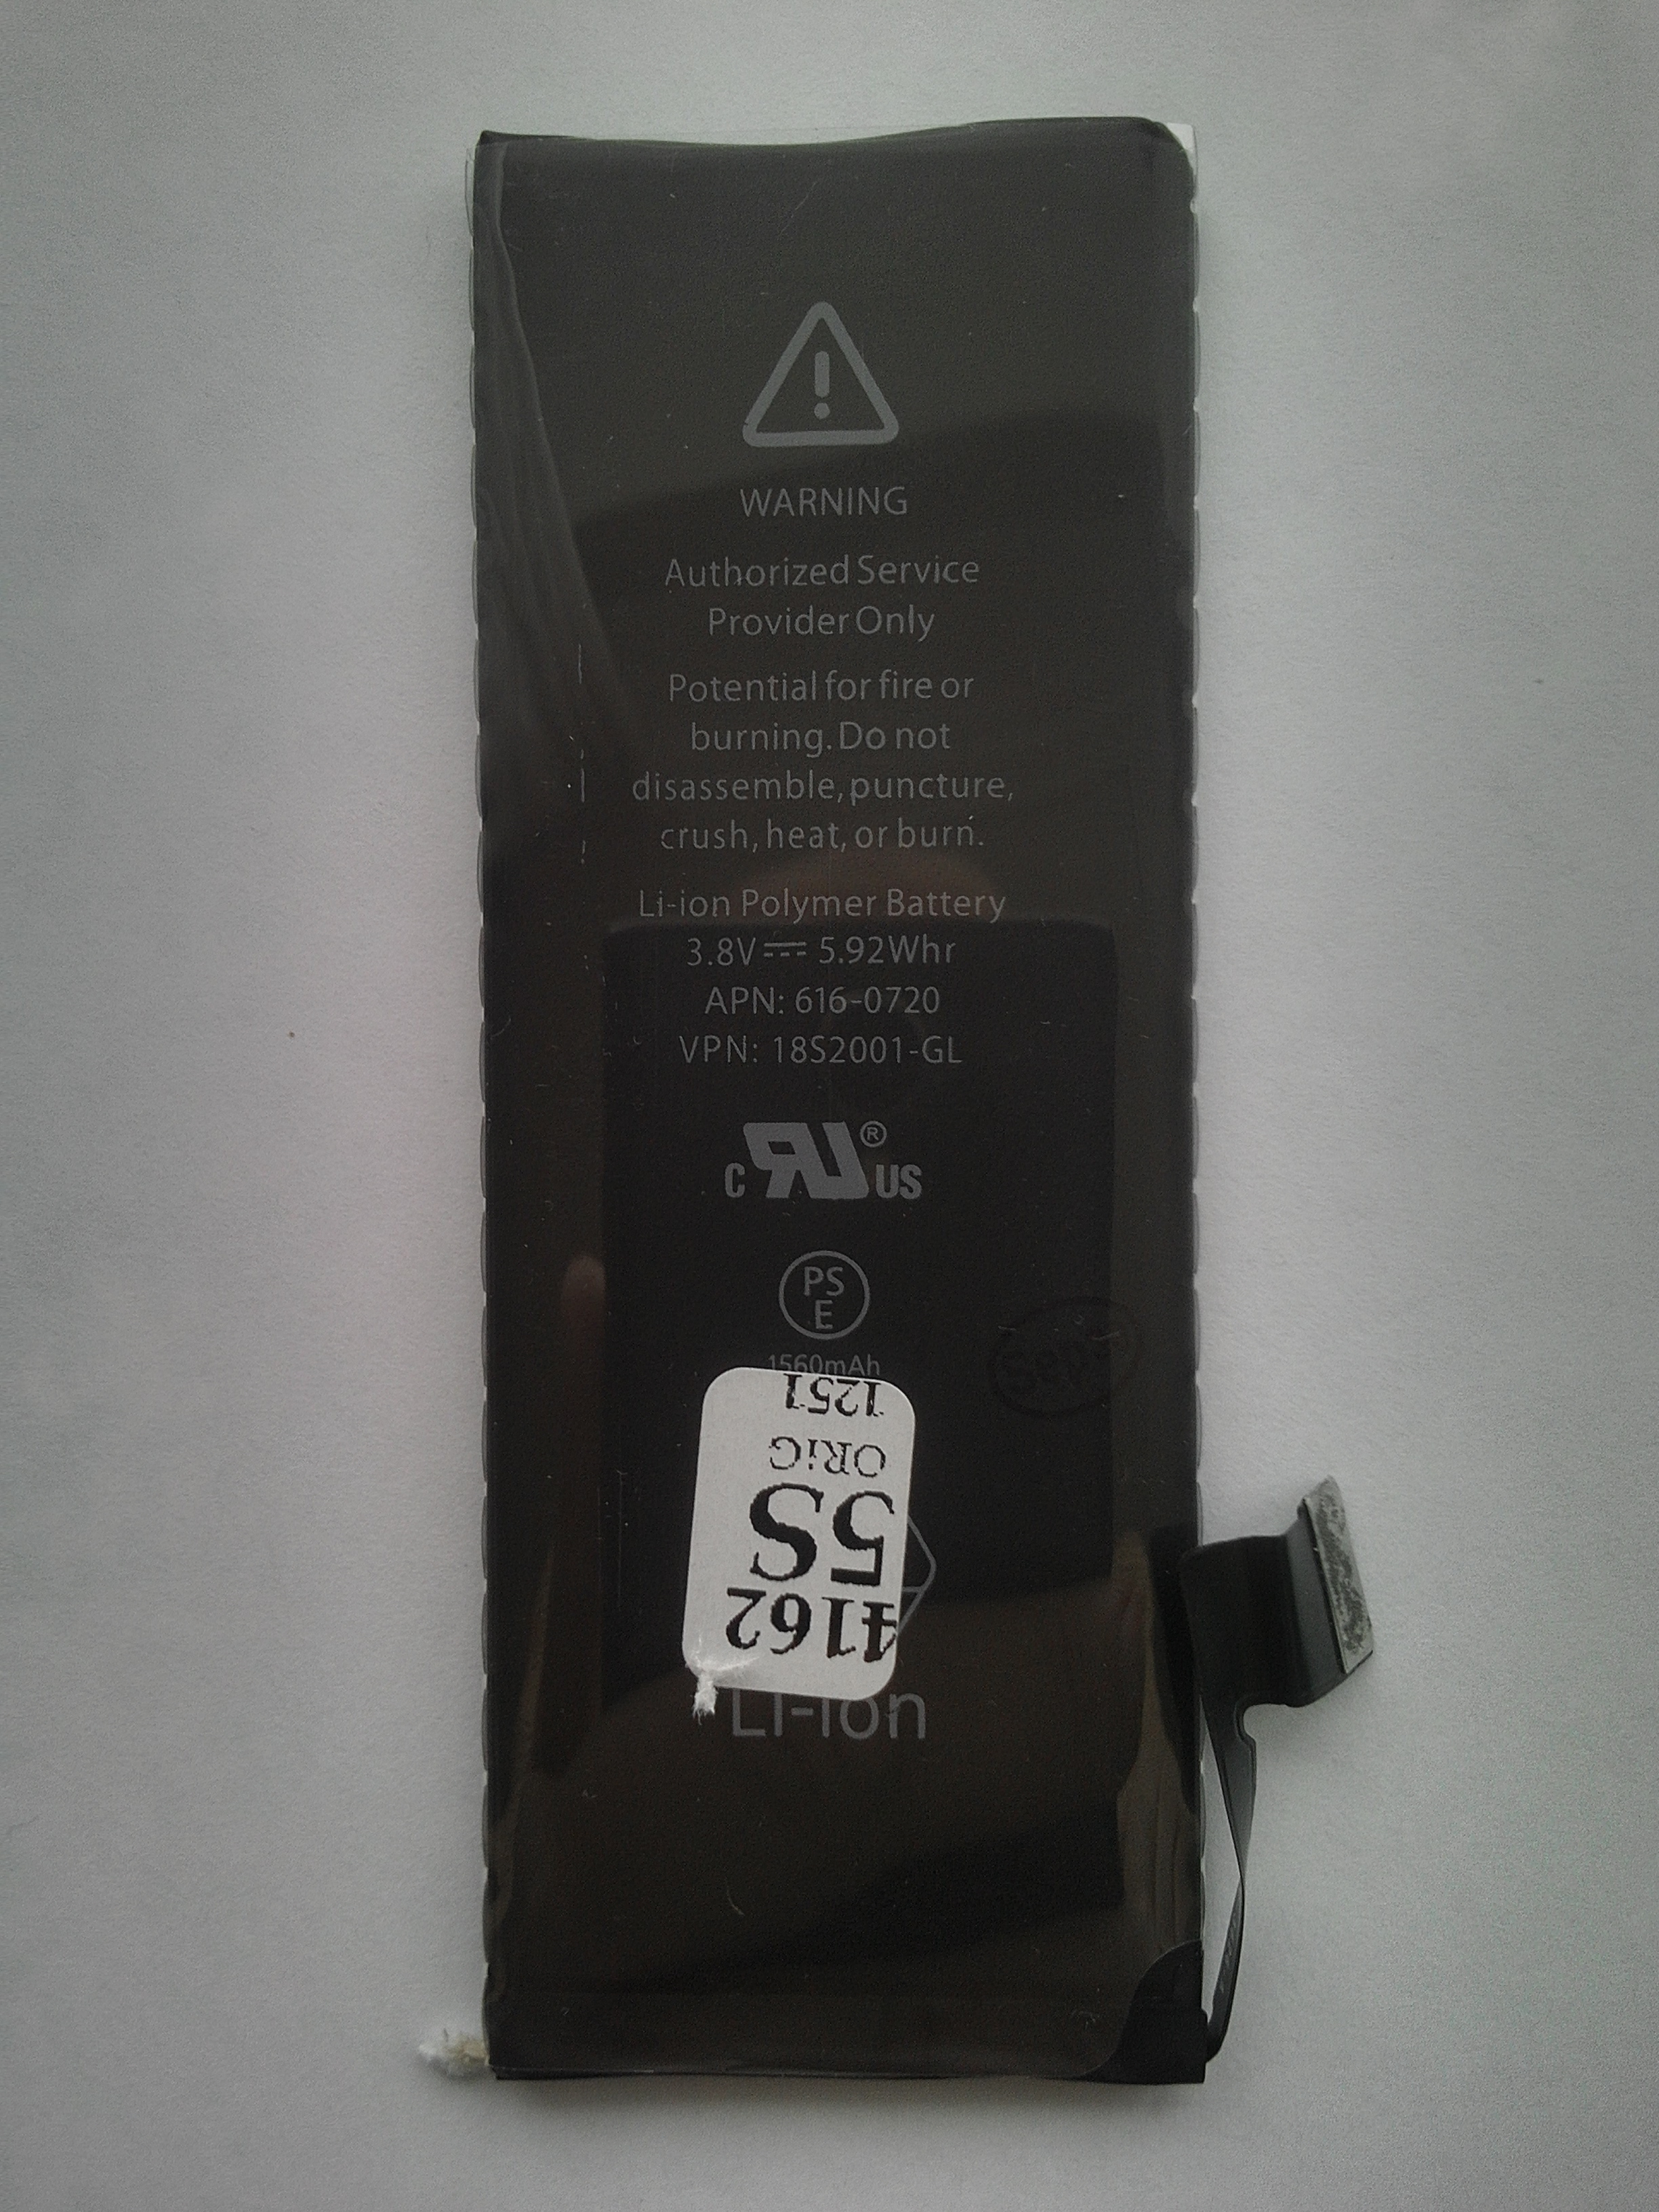 WARNING
Authorized Service
Provider Only
Potential for fire or
burning. Do not
disassemble, puncture,
crush, heat, or burn.
Li-ion Polymer Battery
3.8V⎓ 5.92Whr
APN: 616-0720
VPN: 18S2001-GL
c RU ® US
PS
E
1560mAh
4162
5S
ORiG
1251
Li-ion